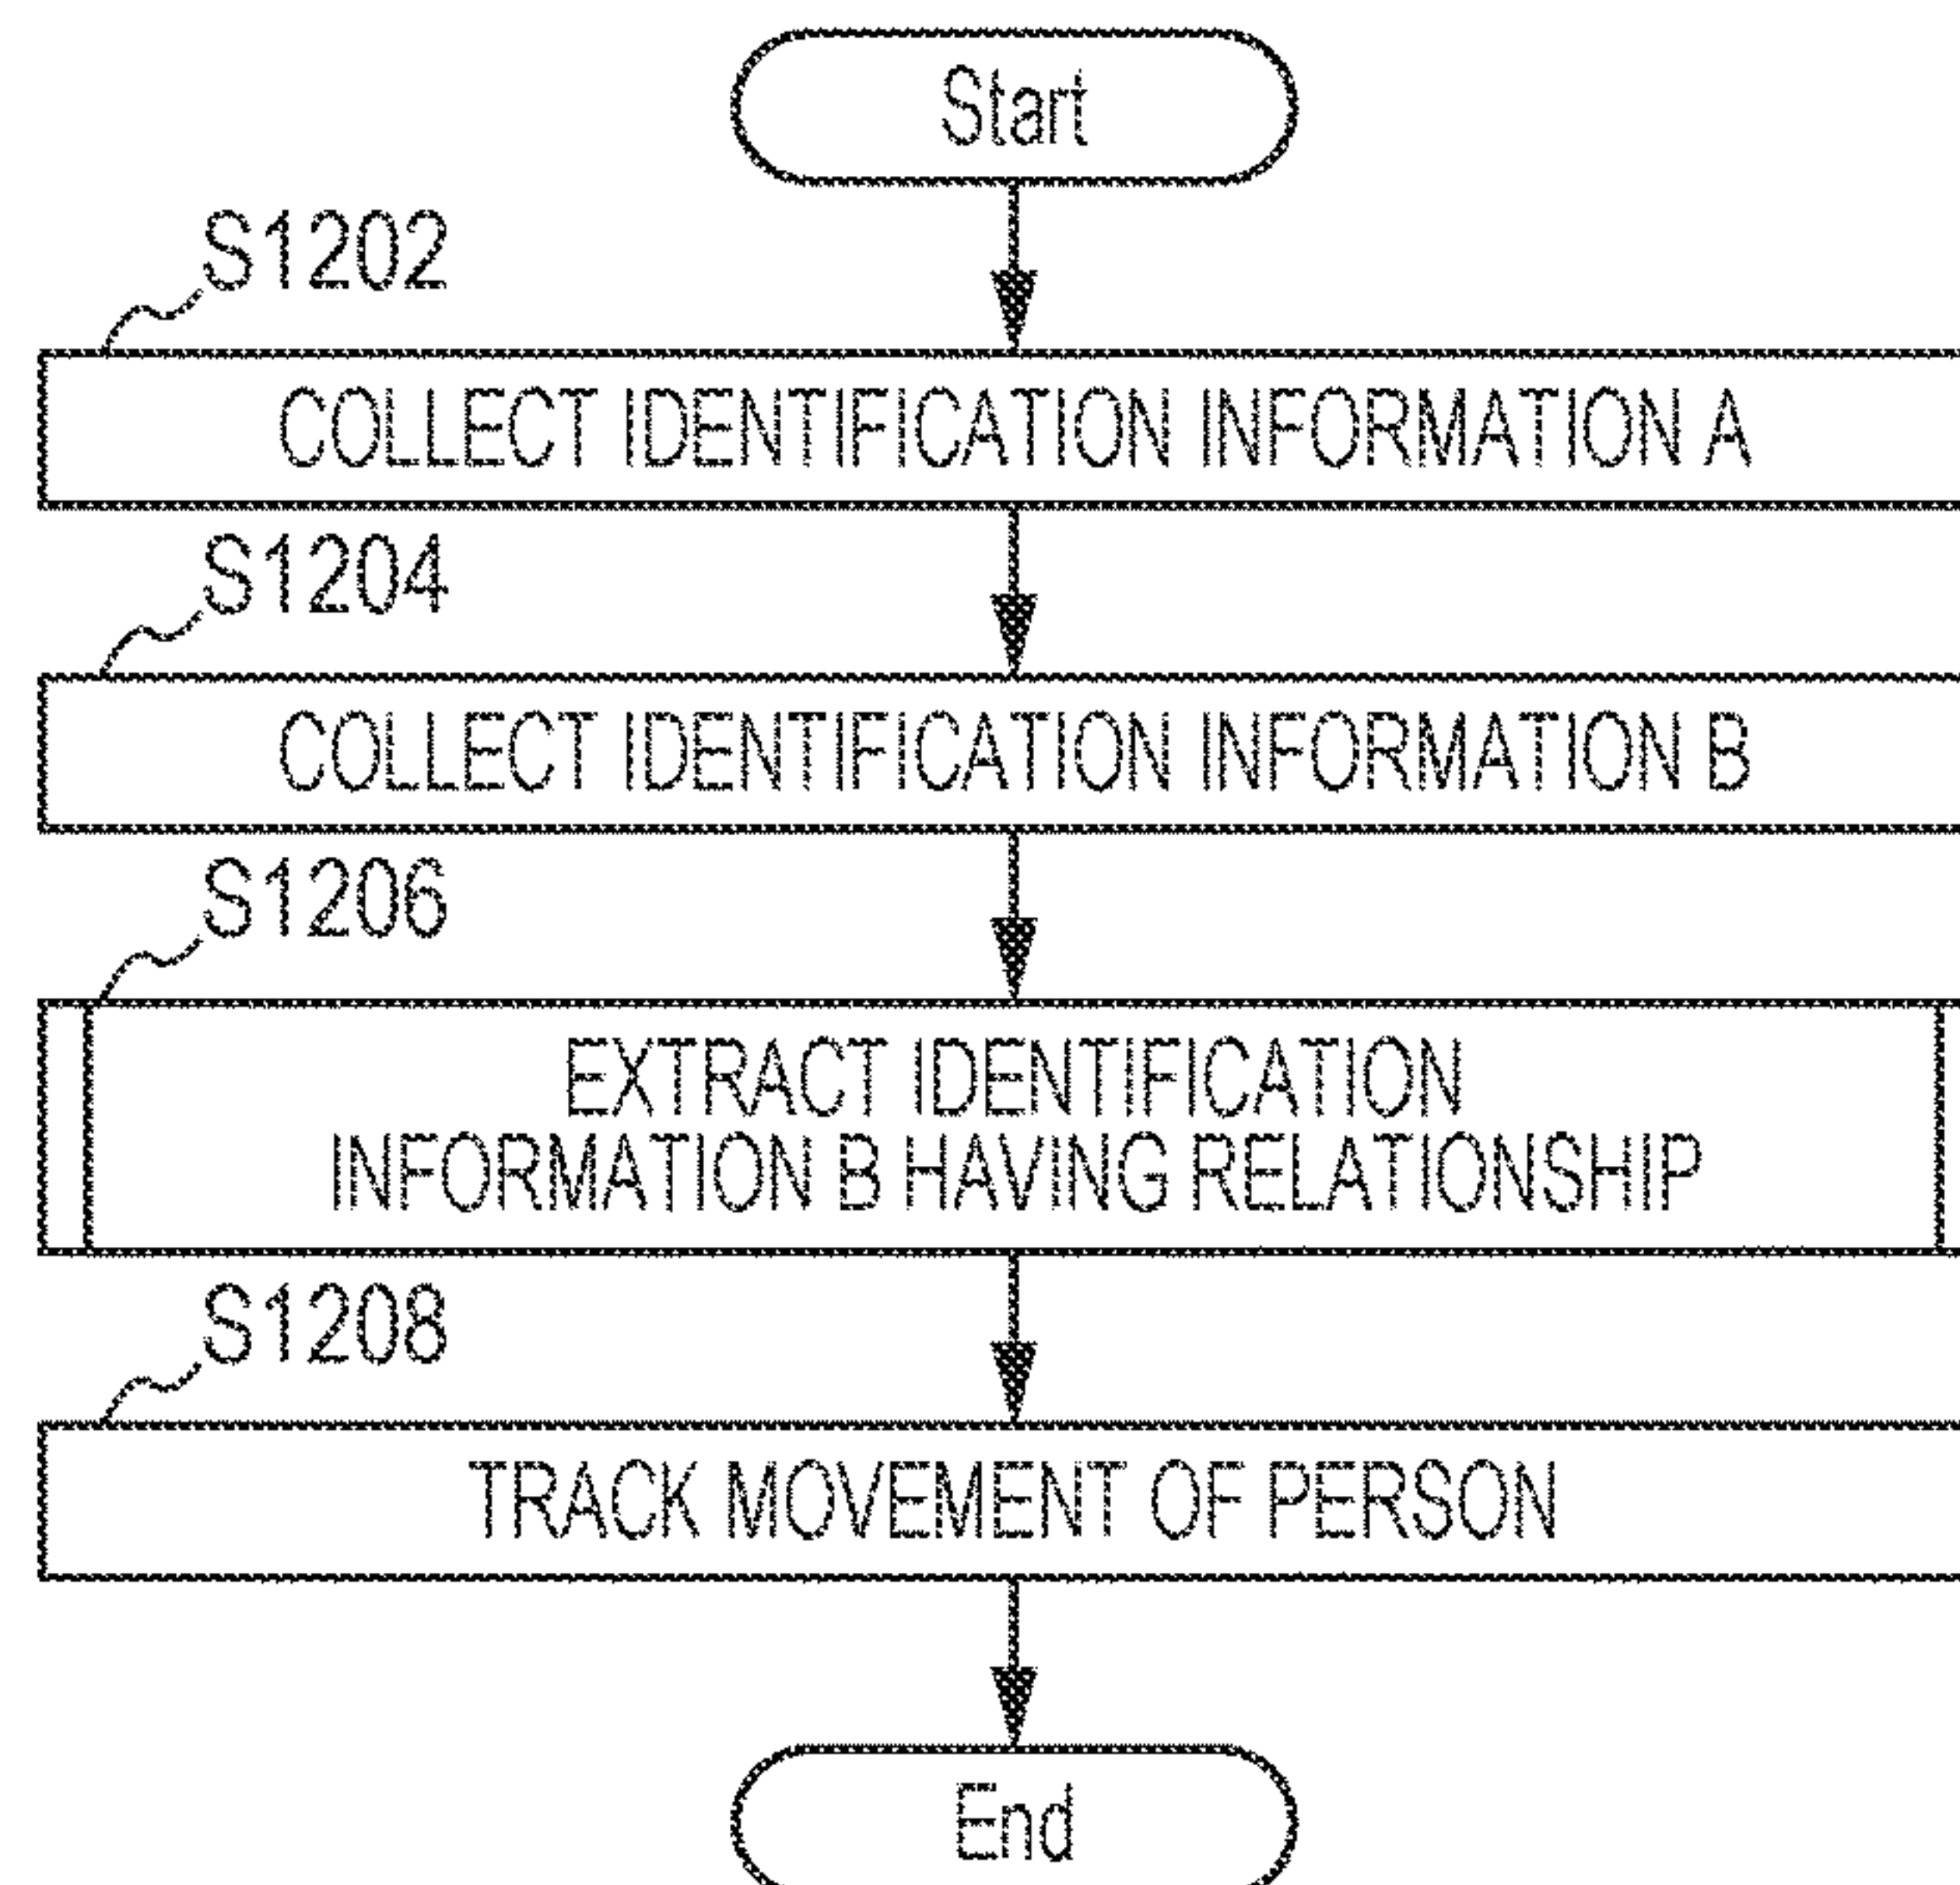 Start
S1202
COLLECT IDENTIFICATION INFORMATION A
S1204
COLLECT IDENTIFICATION INFORMATION B
S1206
EXTRACT IDENTIFICATION
INFORMATION B HAVING RELATIONSHIP
S1208
TRACK MOVEMENT OF PERSON
End